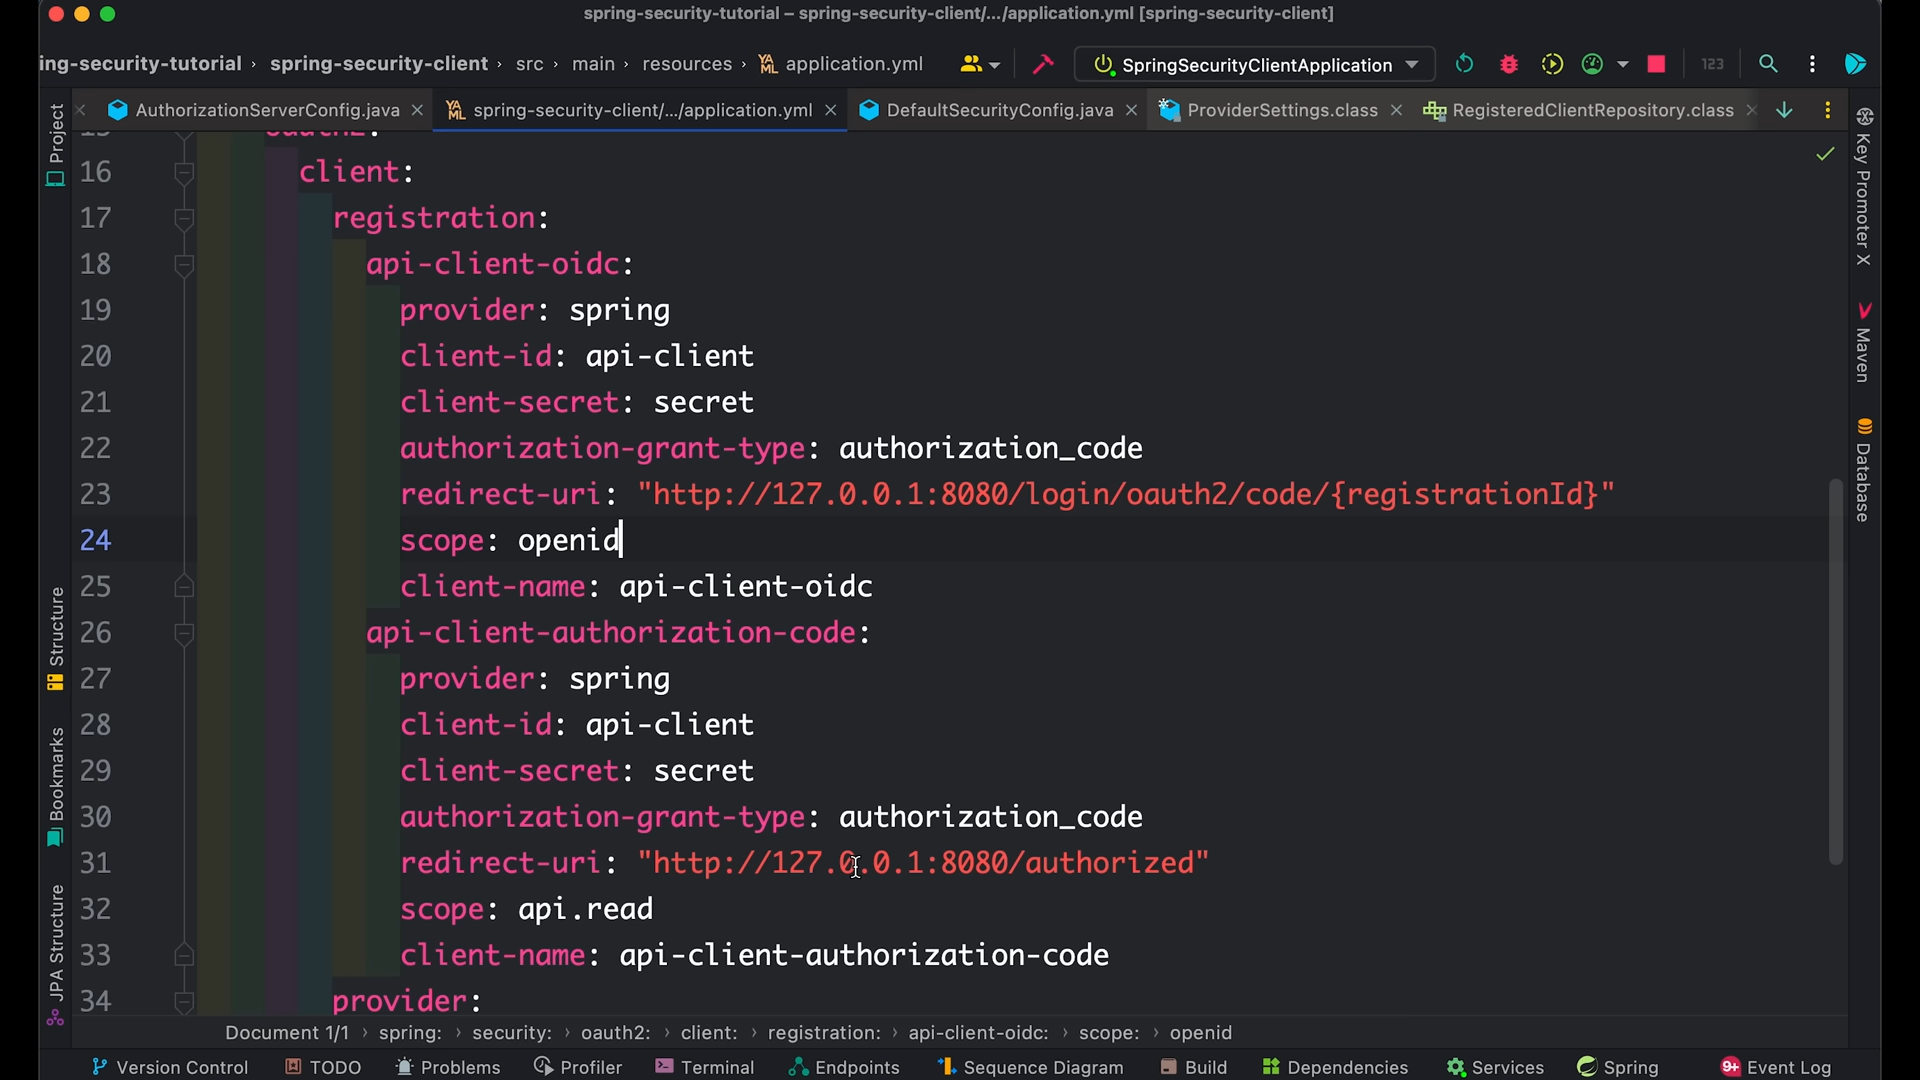 spring-security-tutorial – spring-security-client/.../application.yml [spring-security-client]
ing-security-tutorial › spring-security-client › src › main › resources › application.yml SpringSecurityClientApplication 123
AuthorizationServerConfig.java spring-security-client/.../application.yml DefaultSecurityConfig.java ProviderSettings.class RegisteredClientRepository.class
16 client:
17 registration:
18 api-client-oidc:
19 provider: spring
20 client-id: api-client
21 client-secret: secret
22 authorization-grant-type: authorization_code
23 redirect-uri: "http://127.0.0.1:8080/login/oauth2/code/{registrationId}"
24 scope: openid
25 client-name: api-client-oidc
26 api-client-authorization-code:
27 provider: spring
28 client-id: api-client
29 client-secret: secret
30 authorization-grant-type: authorization_code
31 redirect-uri: "http://127.0.0.1:8080/authorized"
32 scope: api.read
33 client-name: api-client-authorization-code
34 provider:
Document 1/1 › spring: › security: › oauth2: › client: › registration: › api-client-oidc: › scope: › openid
Version Control TODO Problems Profiler Terminal Endpoints Sequence Diagram Build Dependencies Services Spring 9+ Event Log
Project
Structure
Bookmarks
JPA Structure
Key Promoter X
Maven
Database